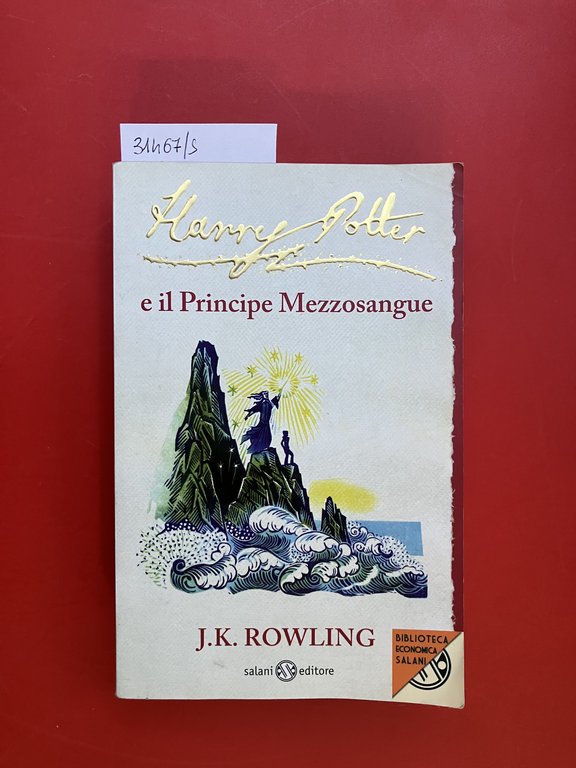 31467/S
Harry Potter
e il Principe Mezzosangue
J.K. ROWLING
salani editore
BIBLIOTECA
ECONOMICA
SALANI